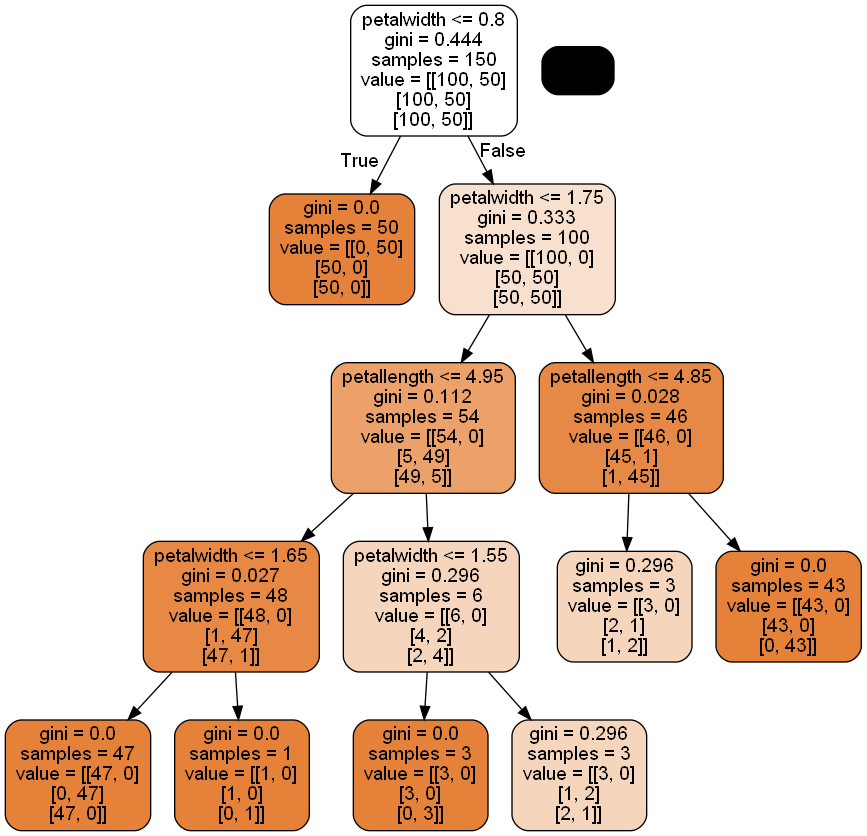 petalwidth <= 0.8
gini = 0.444
samples = 150
value = [[100, 50]
[100, 50]
[100, 50]]
True
False
gini = 0.0
samples = 50
value = [[0, 50]
[50, 0]
[50, 0]]
petalwidth <= 1.75
gini = 0.333
samples = 100
value = [[100, 0]
[50, 50]
[50, 50]]
petallength <= 4.95
gini = 0.112
samples = 54
value = [[54, 0]
[5, 49]
[49, 5]]
petallength <= 4.85
gini = 0.028
samples = 46
value = [[46, 0]
[45, 1]
[1, 45]]
petalwidth <= 1.65
gini = 0.027
samples = 48
value = [[48, 0]
[1, 47]
[47, 1]]
petalwidth <= 1.55
gini = 0.296
samples = 6
value = [[6, 0]
[4, 2]
[2, 4]]
gini = 0.296
samples = 3
value = [[3, 0]
[2, 1]
[1, 2]]
gini = 0.0
samples = 43
value = [[43, 0]
[43, 0]
[0, 43]]
gini = 0.0
samples = 47
value = [[47, 0]
[0, 47]
[47, 0]]
gini = 0.0
samples = 1
value = [[1, 0]
[1, 0]
[0, 1]]
gini = 0.0
samples = 3
value = [[3, 0]
[3, 0]
[0, 3]]
gini = 0.296
samples = 3
value = [[3, 0]
[1, 2]
[2, 1]]